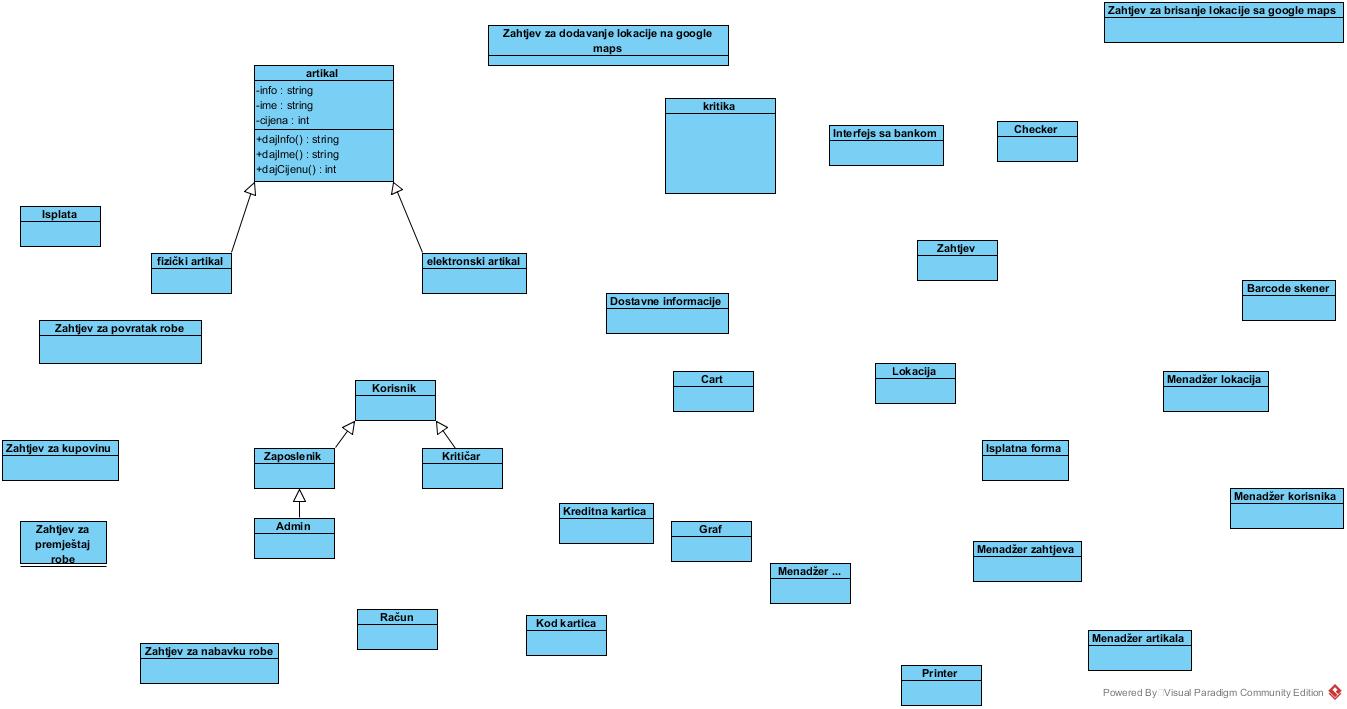 Zahtjev za brisanje lokacije sa google maps
Zahtjev za dodavanje lokacije na google
maps
artikal
-info : string
-ime : string
-cijena : int
+dajInfo() : string
+dajIme() : string
+dajCijenu() : int
kritika
Interfejs sa bankom
Checker
Isplata
fizički artikal
elektronski artikal
Zahtjev
Barcode skener
Dostavne informacije
Zahtjev za povratak robe
Korisnik
Cart
Lokacija
Menadžer lokacija
Zahtjev za kupovinu
Zaposlenik
Kritičar
Isplatna forma
Menadžer korisnika
Zahtjev za
premještaj
robe
Admin
Kreditna kartica
Graf
Menadžer zahtjeva
Menadžer ...
Račun
Kod kartica
Menadžer artikala
Zahtjev za nabavku robe
Printer
Powered By Visual Paradigm Community Edition